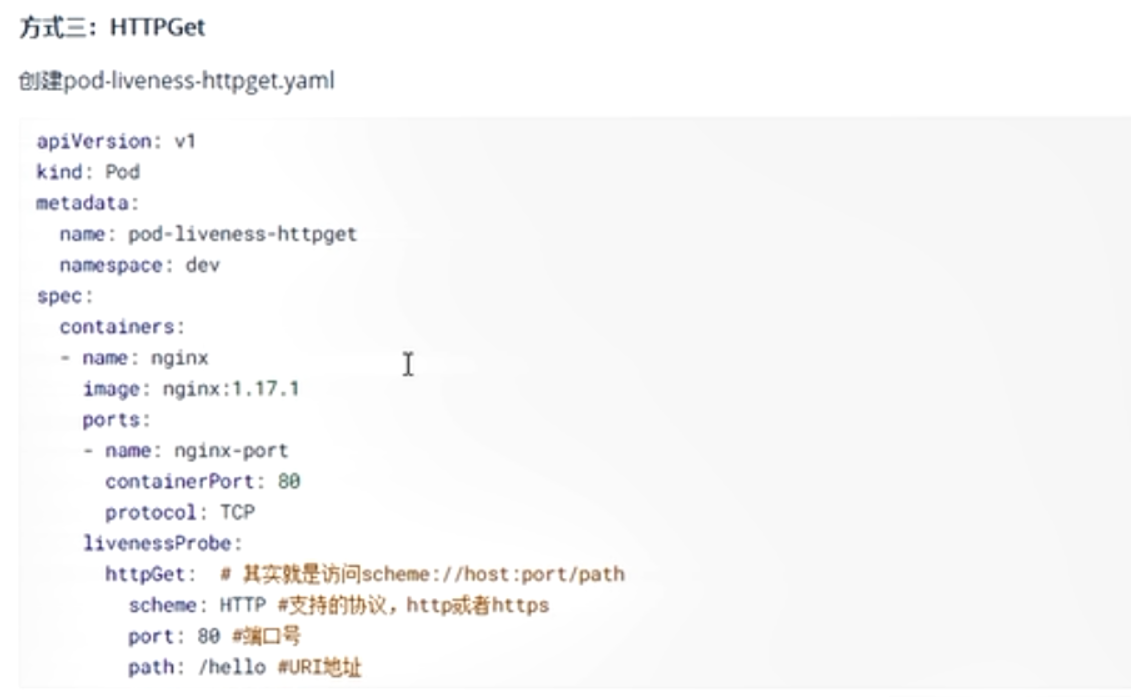 方式三：HTTPGet
创建pod-liveness-httpget.yaml
apiVersion: v1
kind: Pod
metadata:
  name: pod-liveness-httpget
  namespace: dev
spec:
  containers:
  - name: nginx
    image: nginx:1.17.1
    ports:
    - name: nginx-port
      containerPort: 80
      protocol: TCP
    livenessProbe:
      httpGet:  # 其实就是访问scheme://host:port/path
        scheme: HTTP #支持的协议，http或者https
        port: 80 #端口号
        path: /hello #URI地址